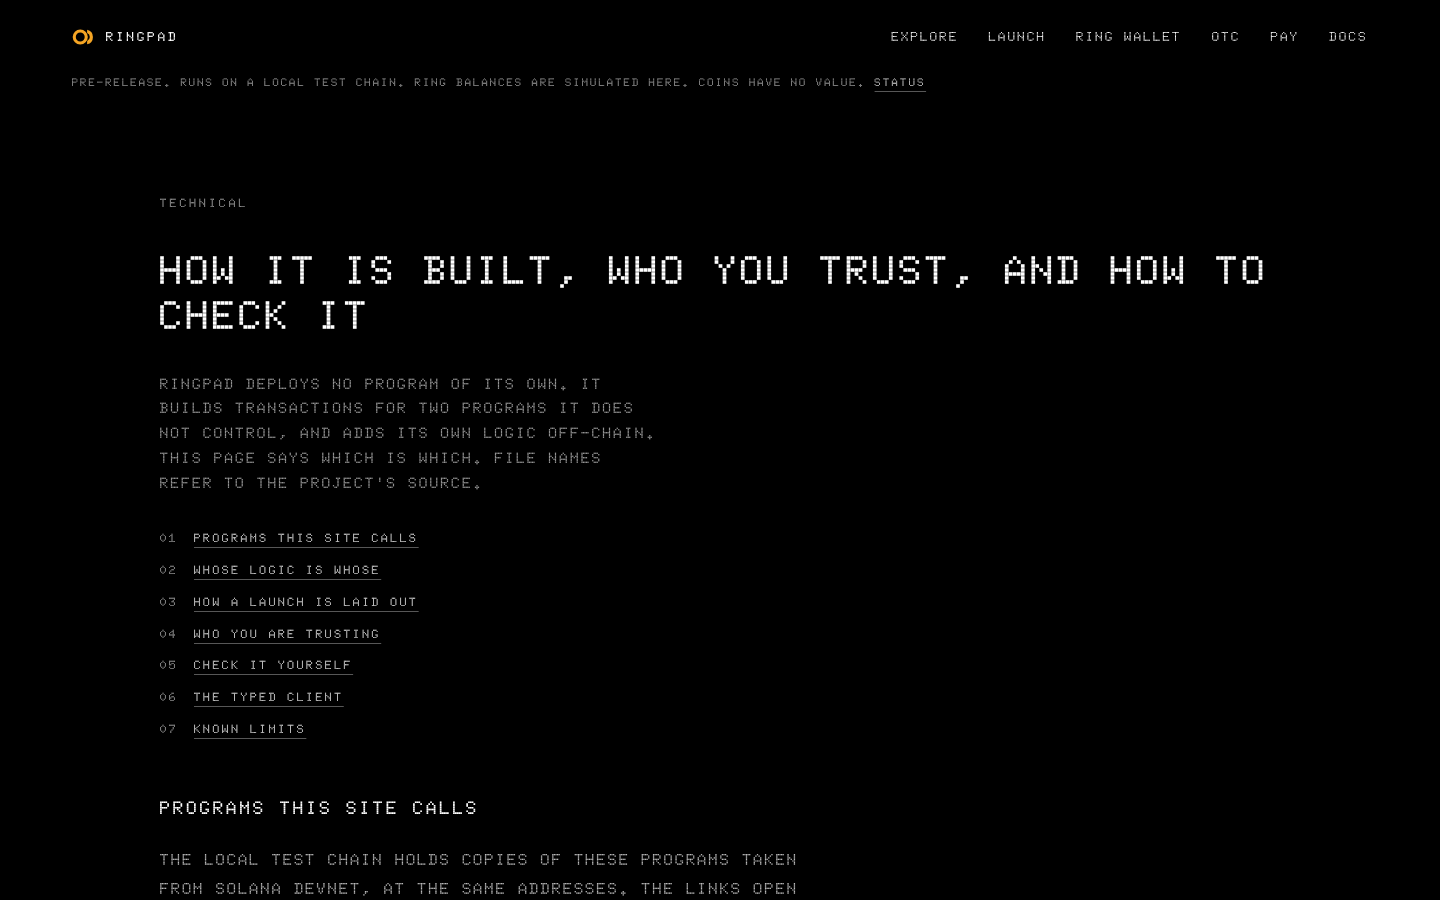 RINGPAD
EXPLORE LAUNCH RING WALLET OTC PAY DOCS
PRE-RELEASE. RUNS ON A LOCAL TEST CHAIN. RING BALANCES ARE SIMULATED HERE. COINS HAVE NO VALUE. STATUS
TECHNICAL
HOW IT IS BUILT, WHO YOU TRUST, AND HOW TO
CHECK IT
RINGPAD DEPLOYS NO PROGRAM OF ITS OWN. IT
BUILDS TRANSACTIONS FOR TWO PROGRAMS IT DOES
NOT CONTROL, AND ADDS ITS OWN LOGIC OFF-CHAIN.
THIS PAGE SAYS WHICH IS WHICH. FILE NAMES
REFER TO THE PROJECT'S SOURCE.
01 PROGRAMS THIS SITE CALLS
02 WHOSE LOGIC IS WHOSE
03 HOW A LAUNCH IS LAID OUT
04 WHO YOU ARE TRUSTING
05 CHECK IT YOURSELF
06 THE TYPED CLIENT
07 KNOWN LIMITS
PROGRAMS THIS SITE CALLS
THE LOCAL TEST CHAIN HOLDS COPIES OF THESE PROGRAMS TAKEN
FROM SOLANA DEVNET, AT THE SAME ADDRESSES. THE LINKS OPEN